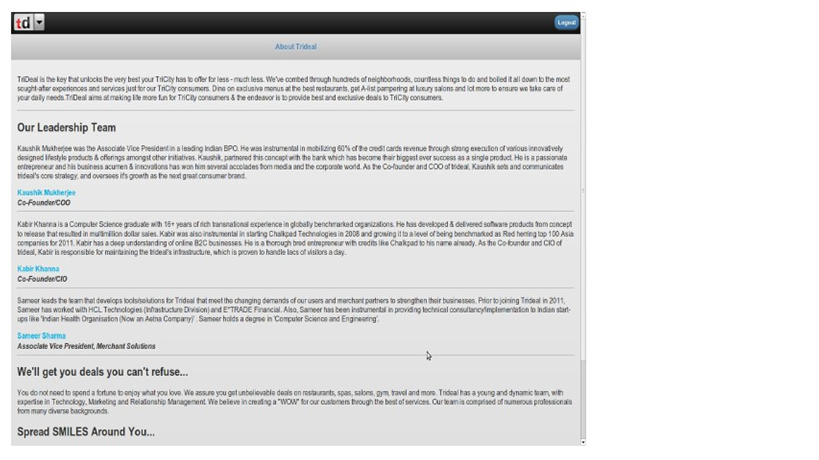 td
Logout
About Trideal
TriDeal is the key that unlocks the very best your TriCity has to offer for less - much less. We've combed through hundreds of neighborhoods, countless things to do and boiled it all down to the most
sought-after experiences and services just for our TriCity consumers. Dine on exclusive menus at the best restaurants, get A-list pampering at luxury salons and lot more to ensure we take care of
your daily needs.TriDeal aims at making life more fun for TriCity consumers & the endeavor is to provide best and exclusive deals to TriCity consumers.
Our Leadership Team
Kaushik Mukherjee was the Associate Vice President in a leading Indian BPO. He was instrumental in mobilizing 60% of the credit cards revenue through strong execution of various innovatively
designed lifestyle products & offerings amongst other initiatives. Kaushik, partnered this concept with the bank which has become their biggest ever success as a single product. He is a passionate
entrepreneur and his business acumen & innovations has won him several accolades from media and the corporate world. As the Co-founder and COO of trideal, Kaushik sets and communicates
trideal's core strategy, and oversees it's growth as the next great consumer brand.
Kaushik Mukherjee
Co-Founder/COO
Kabir Khanna is a Computer Science graduate with 16+ years of rich transnational experience in globally benchmarked organizations. He has developed & delivered software products from concept
to release that resulted in multimillion dollar sales. Kabir was also instrumental in starting Chalkpad Technologies in 2008 and growing it to a level of being benchmarked as Red herring top 100 Asia
companies for 2011. Kabir has a deep understanding of online B2C businesses. He is a thorough bred entrepreneur with credits like Chalkpad to his name already. As the Co-founder and CIO of
trideal, Kabir is responsible for maintaining the trideal's infrastructure, which is proven to handle lacs of visitors a day.
Kabir Khanna
Co-Founder/CIO
Sameer leads the team that develops tools/solutions for Trideal that meet the changing demands of our users and merchant partners to strengthen their businesses. Prior to joining Trideal in 2011,
Sameer has worked with HCL Technologies (Infrastructure Division) and E*TRADE Financial. Also, Sameer has been instrumental in providing technical consultancy/implementation to Indian start-
ups like 'Indian Health Organisation (Now an Aetna Company)' . Sameer holds a degree in 'Computer Science and Engineering'.
Sameer Sharma
Associate Vice President, Merchant Solutions
We'll get you deals you can't refuse...
You do not need to spend a fortune to enjoy what you love. We assure you get unbelievable deals on restaurants, spas, salons, gym, travel and more. Trideal has a young and dynamic team, with
expertise in Technology, Marketing and Relationship Management. We believe in creating a "WOW" for our customers through the best of services. Our team is comprised of numerous professionals
from many diverse backgrounds.
Spread SMILES Around You...